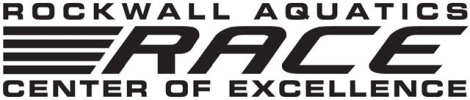 ROCKWALL AQUATICS
RACE
CENTER OF EXCELLENCE